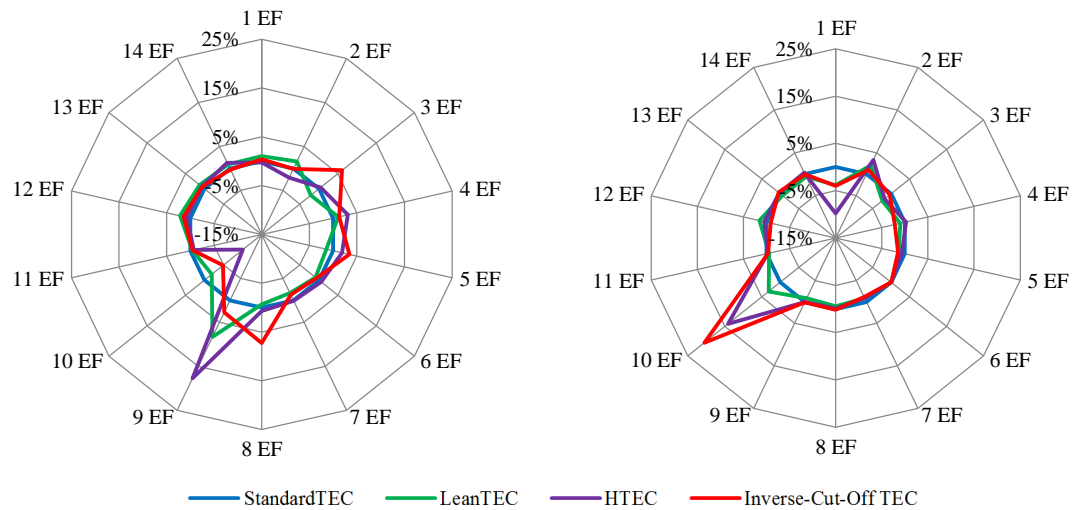 1 EF
25%
14 EF
2 EF
15%
13 EF
3 EF
5%
12 EF
4 EF
-15%
11 EF
5 EF
10 EF
6 EF
9 EF
7 EF
8 EF
1 EF
25%
14 EF
2 EF
15%
13 EF
3 EF
5%
12 EF
4 EF
-5%
-15%
11 EF
5 EF
10 EF
6 EF
9 EF
7 EF
8 EF
StandardTEC LeanTEC HTEC Inverse-Cut-Off TEC